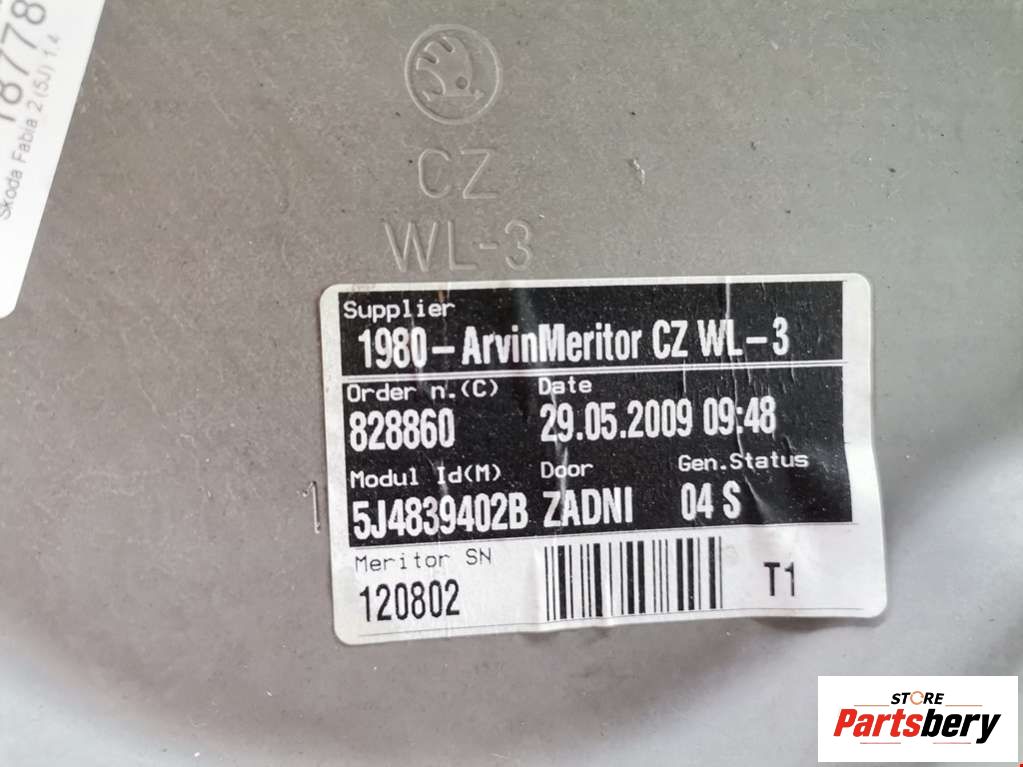 18778
Skoda Fabia 2 (5J) 1.4
CZ
WL-3
Supplier
1980-ArvinMeritor CZ WL-3
Order n.(C) Date
828860 29.05.2009 09:48
Modul Id(M) Door Gen.Status
5J4839402B ZADNI 04 S
Meritor SN
120802 T1
STORE
Partsbery